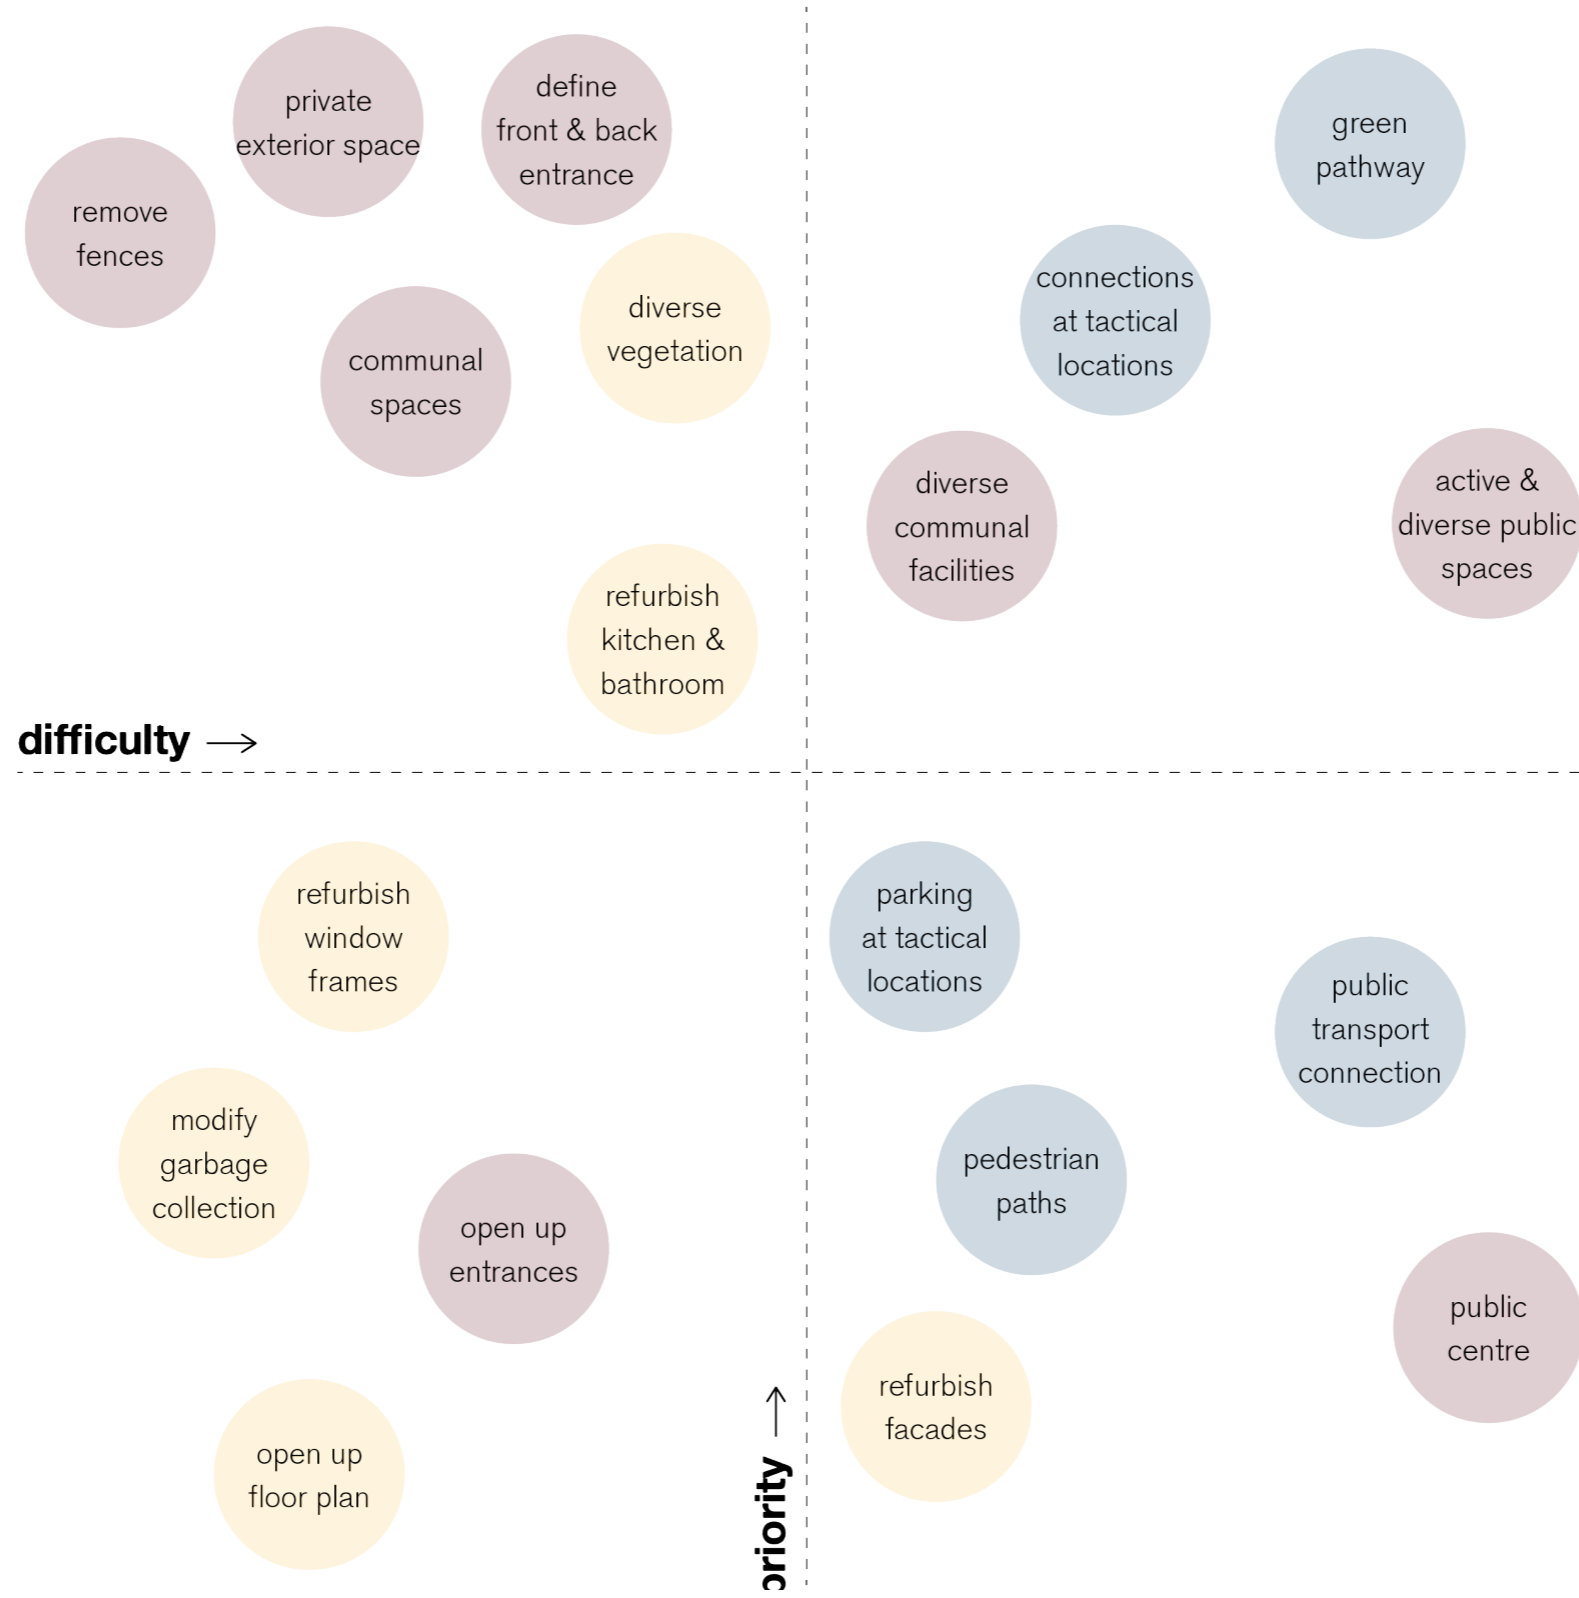 private
exterior space
define
front & back
entrance
remove
fences
communal
spaces
diverse
vegetation
refurbish
kitchen &
bathroom
green
pathway
connections
at tactical
locations
diverse
communal
facilities
active &
diverse public
spaces
difficulty →
refurbish
window
frames
modify
garbage
collection
open up
entrances
open up
floor plan
parking
at tactical
locations
public
transport
connection
pedestrian
paths
public
centre
refurbish
facades
priority →